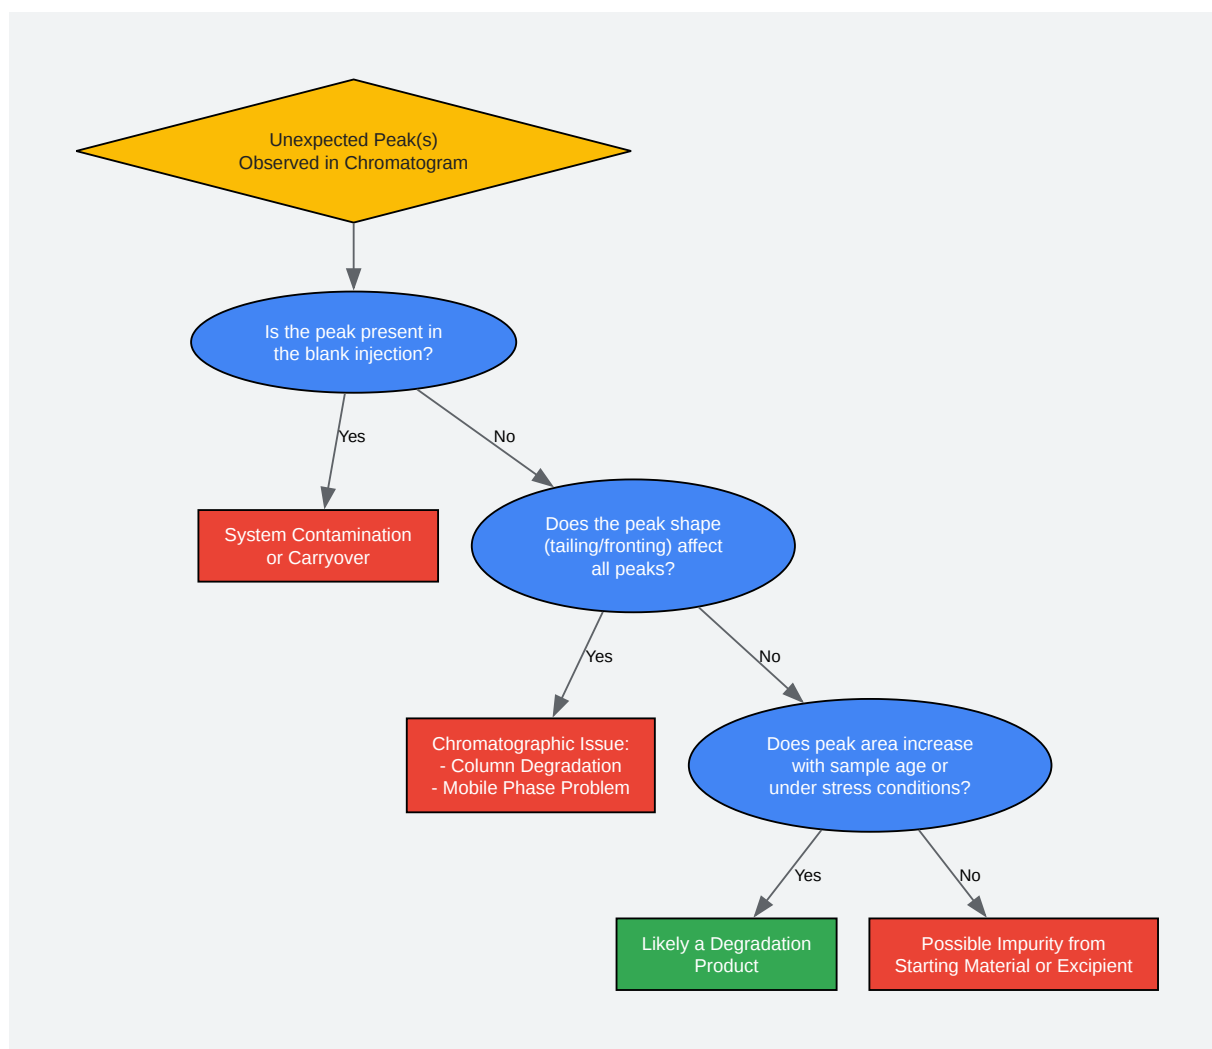 Unexpected Peak(s)
Observed in Chromatogram
Is the peak present in
the blank injection?
Yes
No
System Contamination
or Carryover
Does the peak shape
(tailing/fronting) affect
all peaks?
Yes
No
Chromatographic Issue:
- Column Degradation
- Mobile Phase Problem
Does peak area increase
with sample age or
under stress conditions?
Yes
No
Likely a Degradation
Product
Possible Impurity from
Starting Material or Excipient